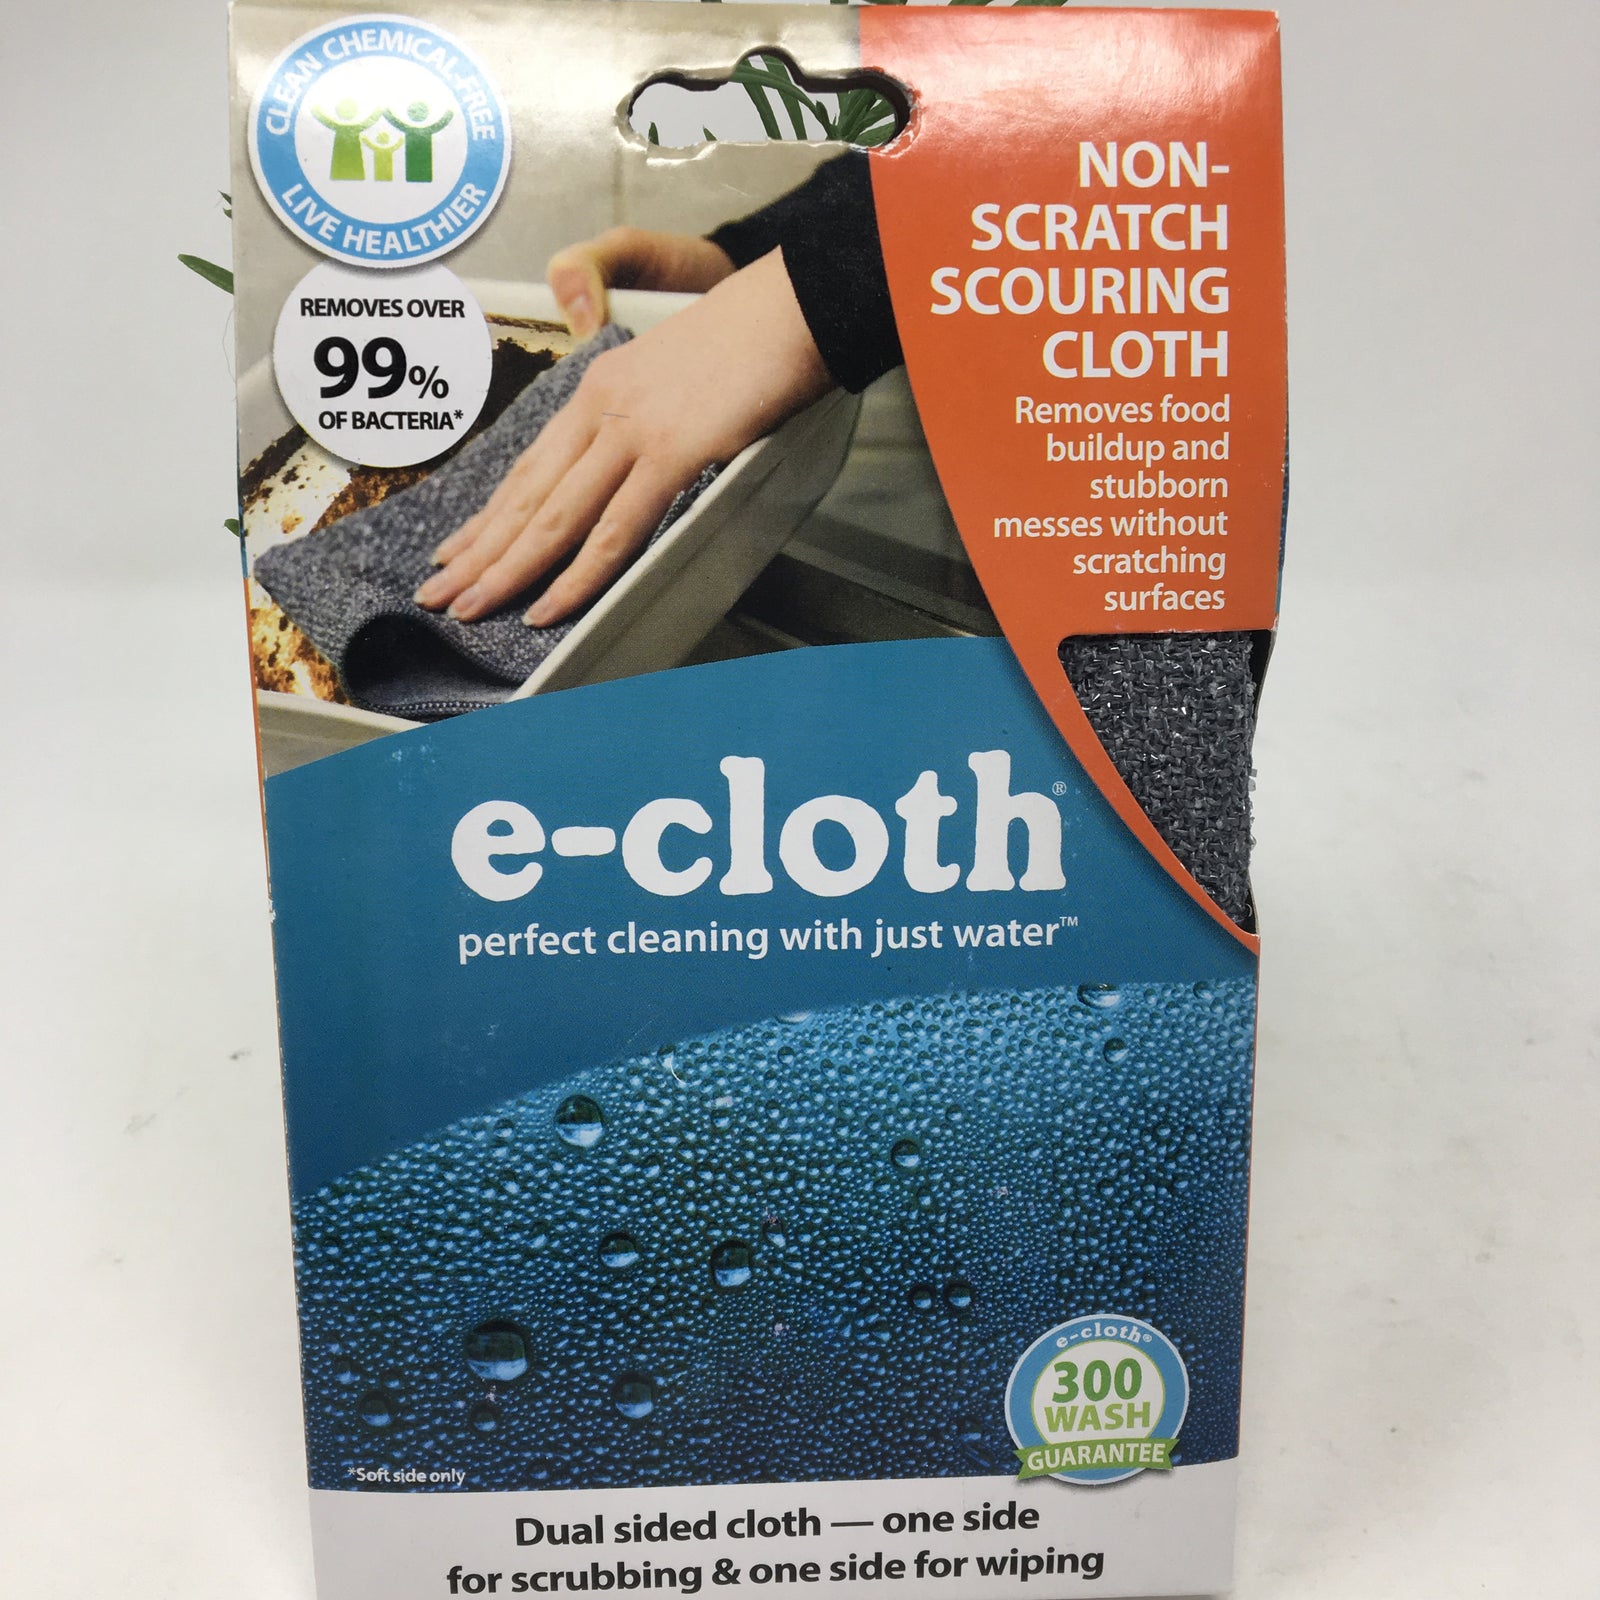 CLEAN CHEMICAL-FREE
LIVE HEALTHIER
REMOVES OVER
99%
OF BACTERIA*
NON-
SCRATCH
SCOURING
CLOTH
Removes food
buildup and
stubborn
messes without
scratching
surfaces
e-cloth®
perfect cleaning with just water™
e-cloth®
300
WASH
GUARANTEE
*Soft side only
Dual sided cloth — one side
for scrubbing & one side for wiping